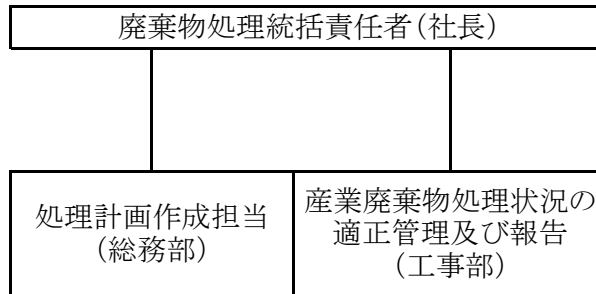 廃棄物処理統括責任者(社長)
処理計画作成担当
(総務部)
産業廃棄物処理状況の
適正管理及び報告
(工事部)